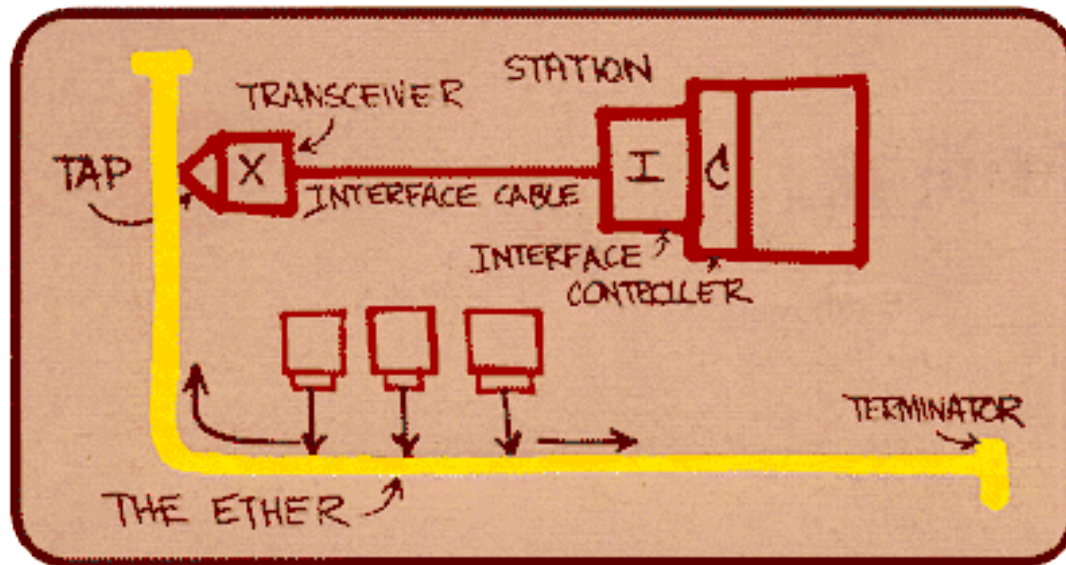 STATION
TRANSCEIVER
TAP
X
I
C
INTERFACE CABLE
INTERFACE
CONTROLLER
TERMINATOR
THE ETHER